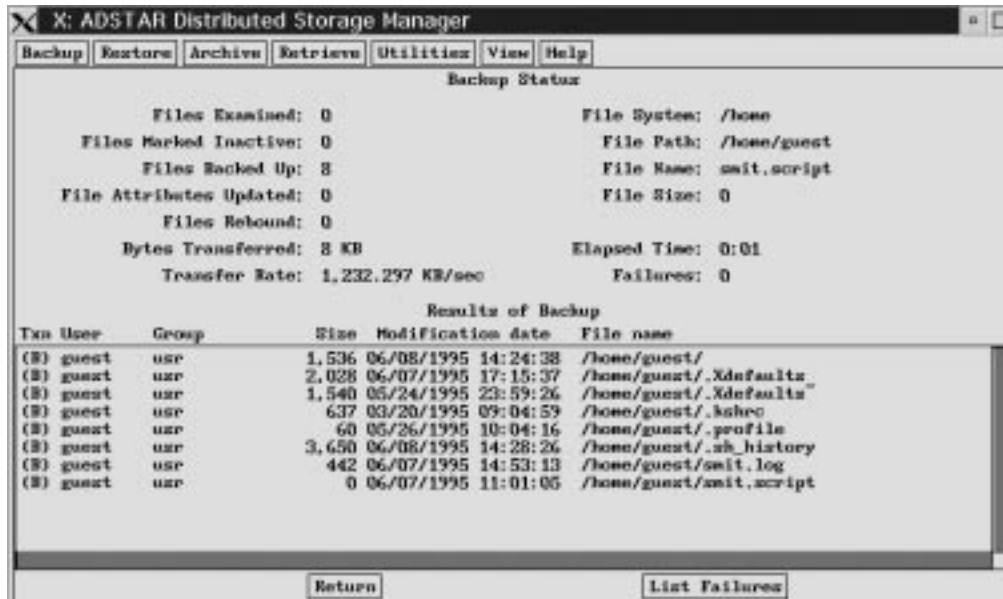 X: ADSTAR Distributed Storage Manager
Backup Restore Archive Retrieve Utilities View Help
Backup Status
Files Examined: 0 File System: /home
Files Marked Inactive: 0 File Path: /home/guest
Files Backed Up: 8 File Name: smit.script
File Attributes Updated: 0 File Size: 0
Files Rebound: 0
Bytes Transferred: 8 KB Elapsed Time: 0:01
Transfer Rate: 1,232.297 KB/sec Failures: 0
Results of Backup
Txn User Group Size Modification date File name
(B) guest usr 1,536 06/08/1995 14:24:38 /home/guest/
(B) guest usr 2,028 06/07/1995 17:15:37 /home/guest/.Xdefaults
(B) guest usr 1,540 05/24/1995 23:59:26 /home/guest/.Xdefaults~
(B) guest usr 637 03/20/1995 09:04:59 /home/guest/.kshrc
(B) guest usr 60 05/26/1995 10:04:16 /home/guest/.profile
(B) guest usr 3,650 06/08/1995 14:28:26 /home/guest/.sh_history
(B) guest usr 442 06/07/1995 14:53:13 /home/guest/smit.log
(B) guest usr 0 06/07/1995 11:01:05 /home/guest/smit.script
Return List Failures